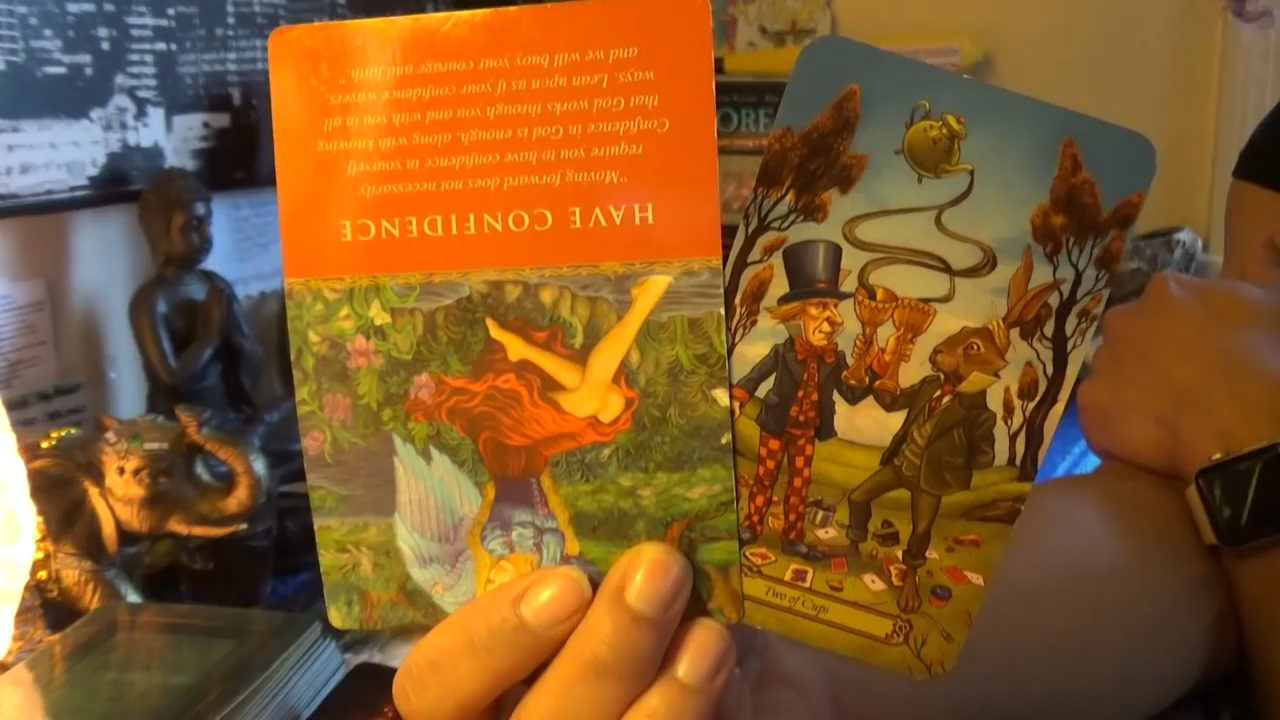 HAVE CONFIDENCE
"Moving forward does not necessarily
require you to have confidence in yourself.
Confidence in God is enough, along with knowing
that God works through you and with you in all
ways. Lean upon us if your confidence wavers,
and we will buoy your courage and faith."
ORE
Two of Cups